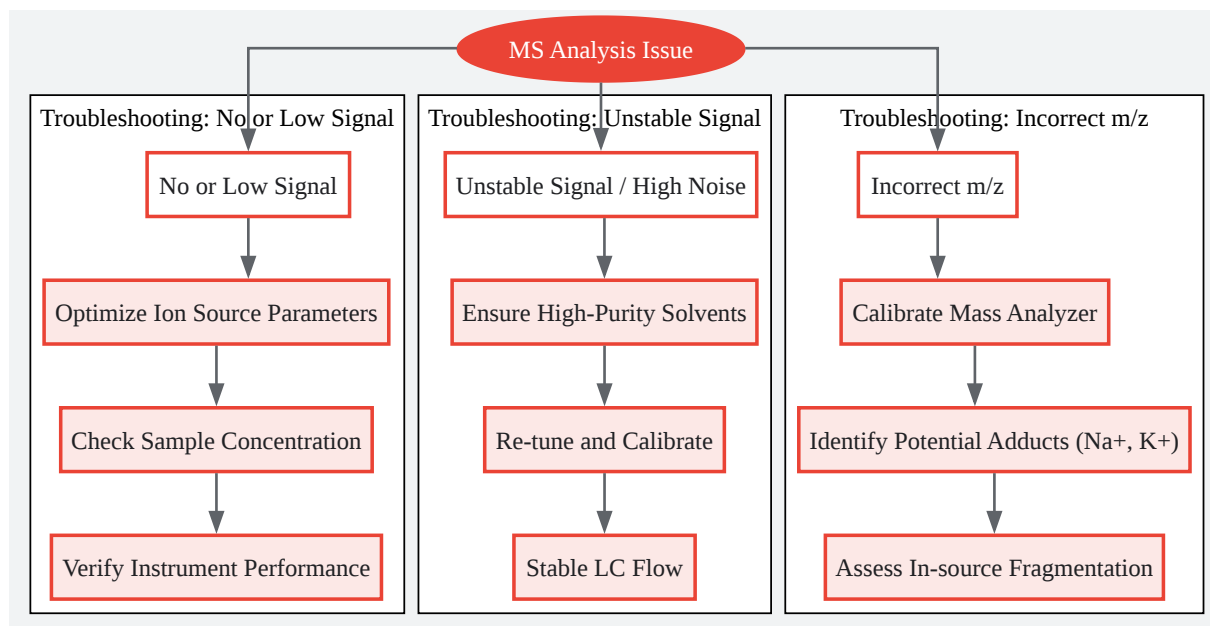 MS Analysis Issue
Troubleshooting: No or Low Signal
No or Low Signal
Optimize Ion Source Parameters
Check Sample Concentration
Verify Instrument Performance
Troubleshooting: Unstable Signal
Unstable Signal / High Noise
Ensure High-Purity Solvents
Re-tune and Calibrate
Stable LC Flow
Troubleshooting: Incorrect m/z
Incorrect m/z
Calibrate Mass Analyzer
Identify Potential Adducts (Na+, K+)
Assess In-source Fragmentation